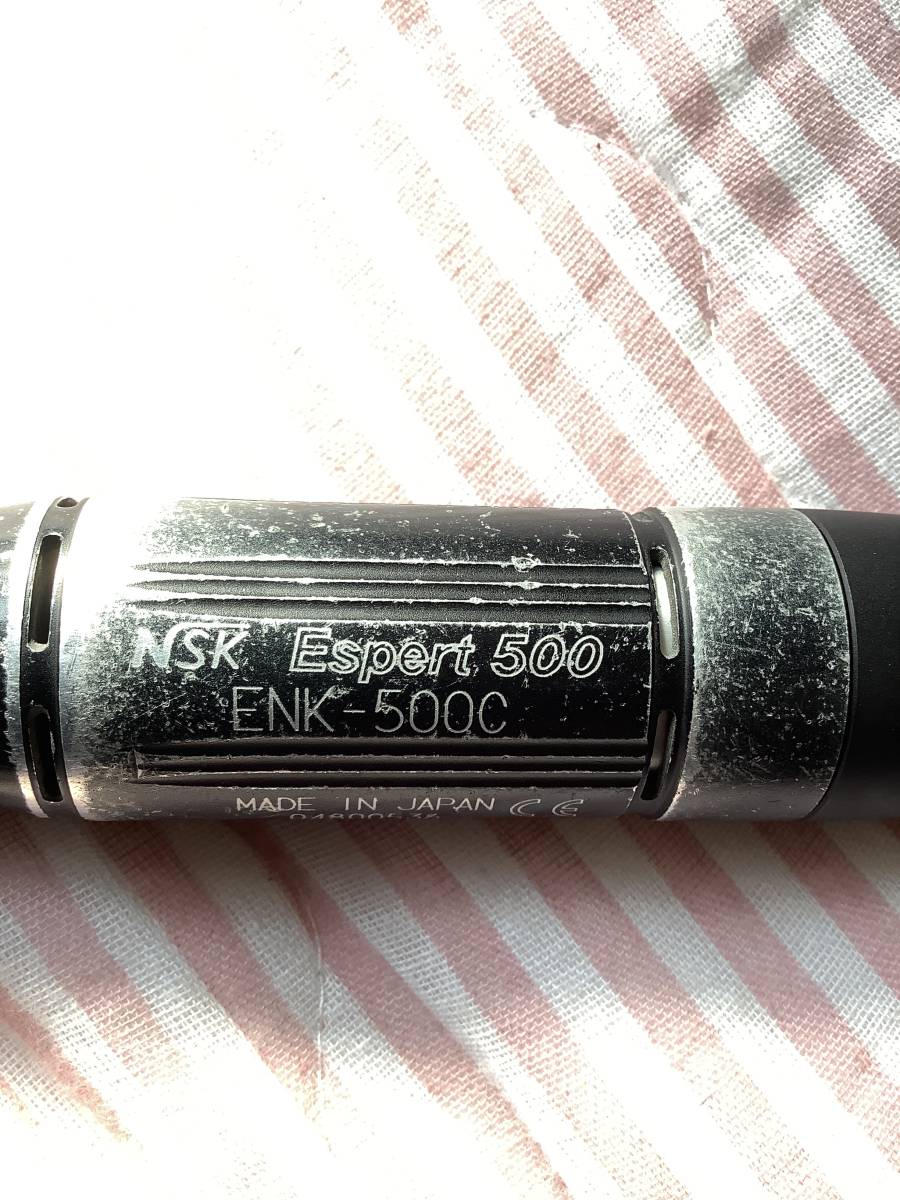 NSK Espert 500
ENK-500C
MADE IN JAPAN CE